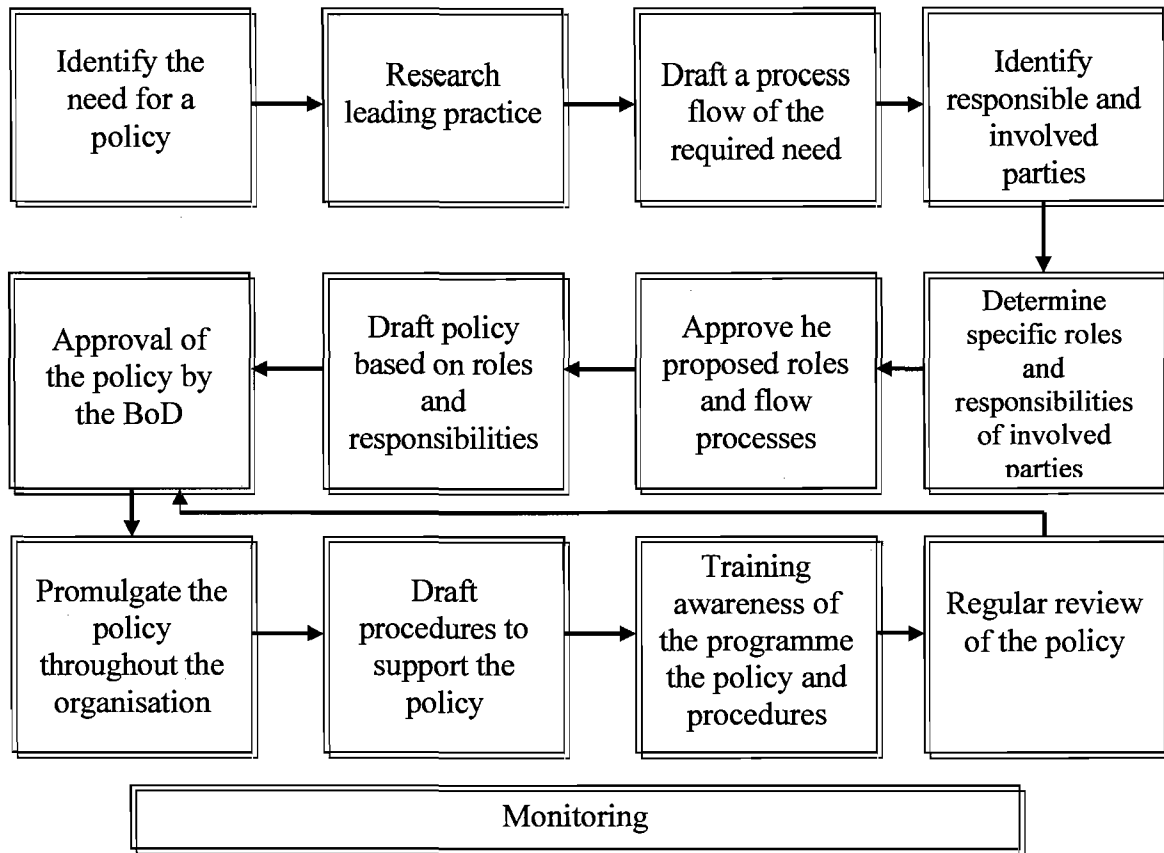 Identify the
need for a
policy
Research
leading practice
Draft a process
flow of the
required need
Identify
responsible and
involved
parties
Determine
specific roles
and
responsibilities
of involved
parties
Approve he
proposed roles
and flow
processes
Draft policy
based on roles
and
responsibilities
Approval of
the policy by
the BoD
Promulgate the
policy
throughout the
organisation
Draft
procedures to
support the
policy
Training
awareness of
the programme
the policy and
procedures
Regular review
of the policy
Monitoring